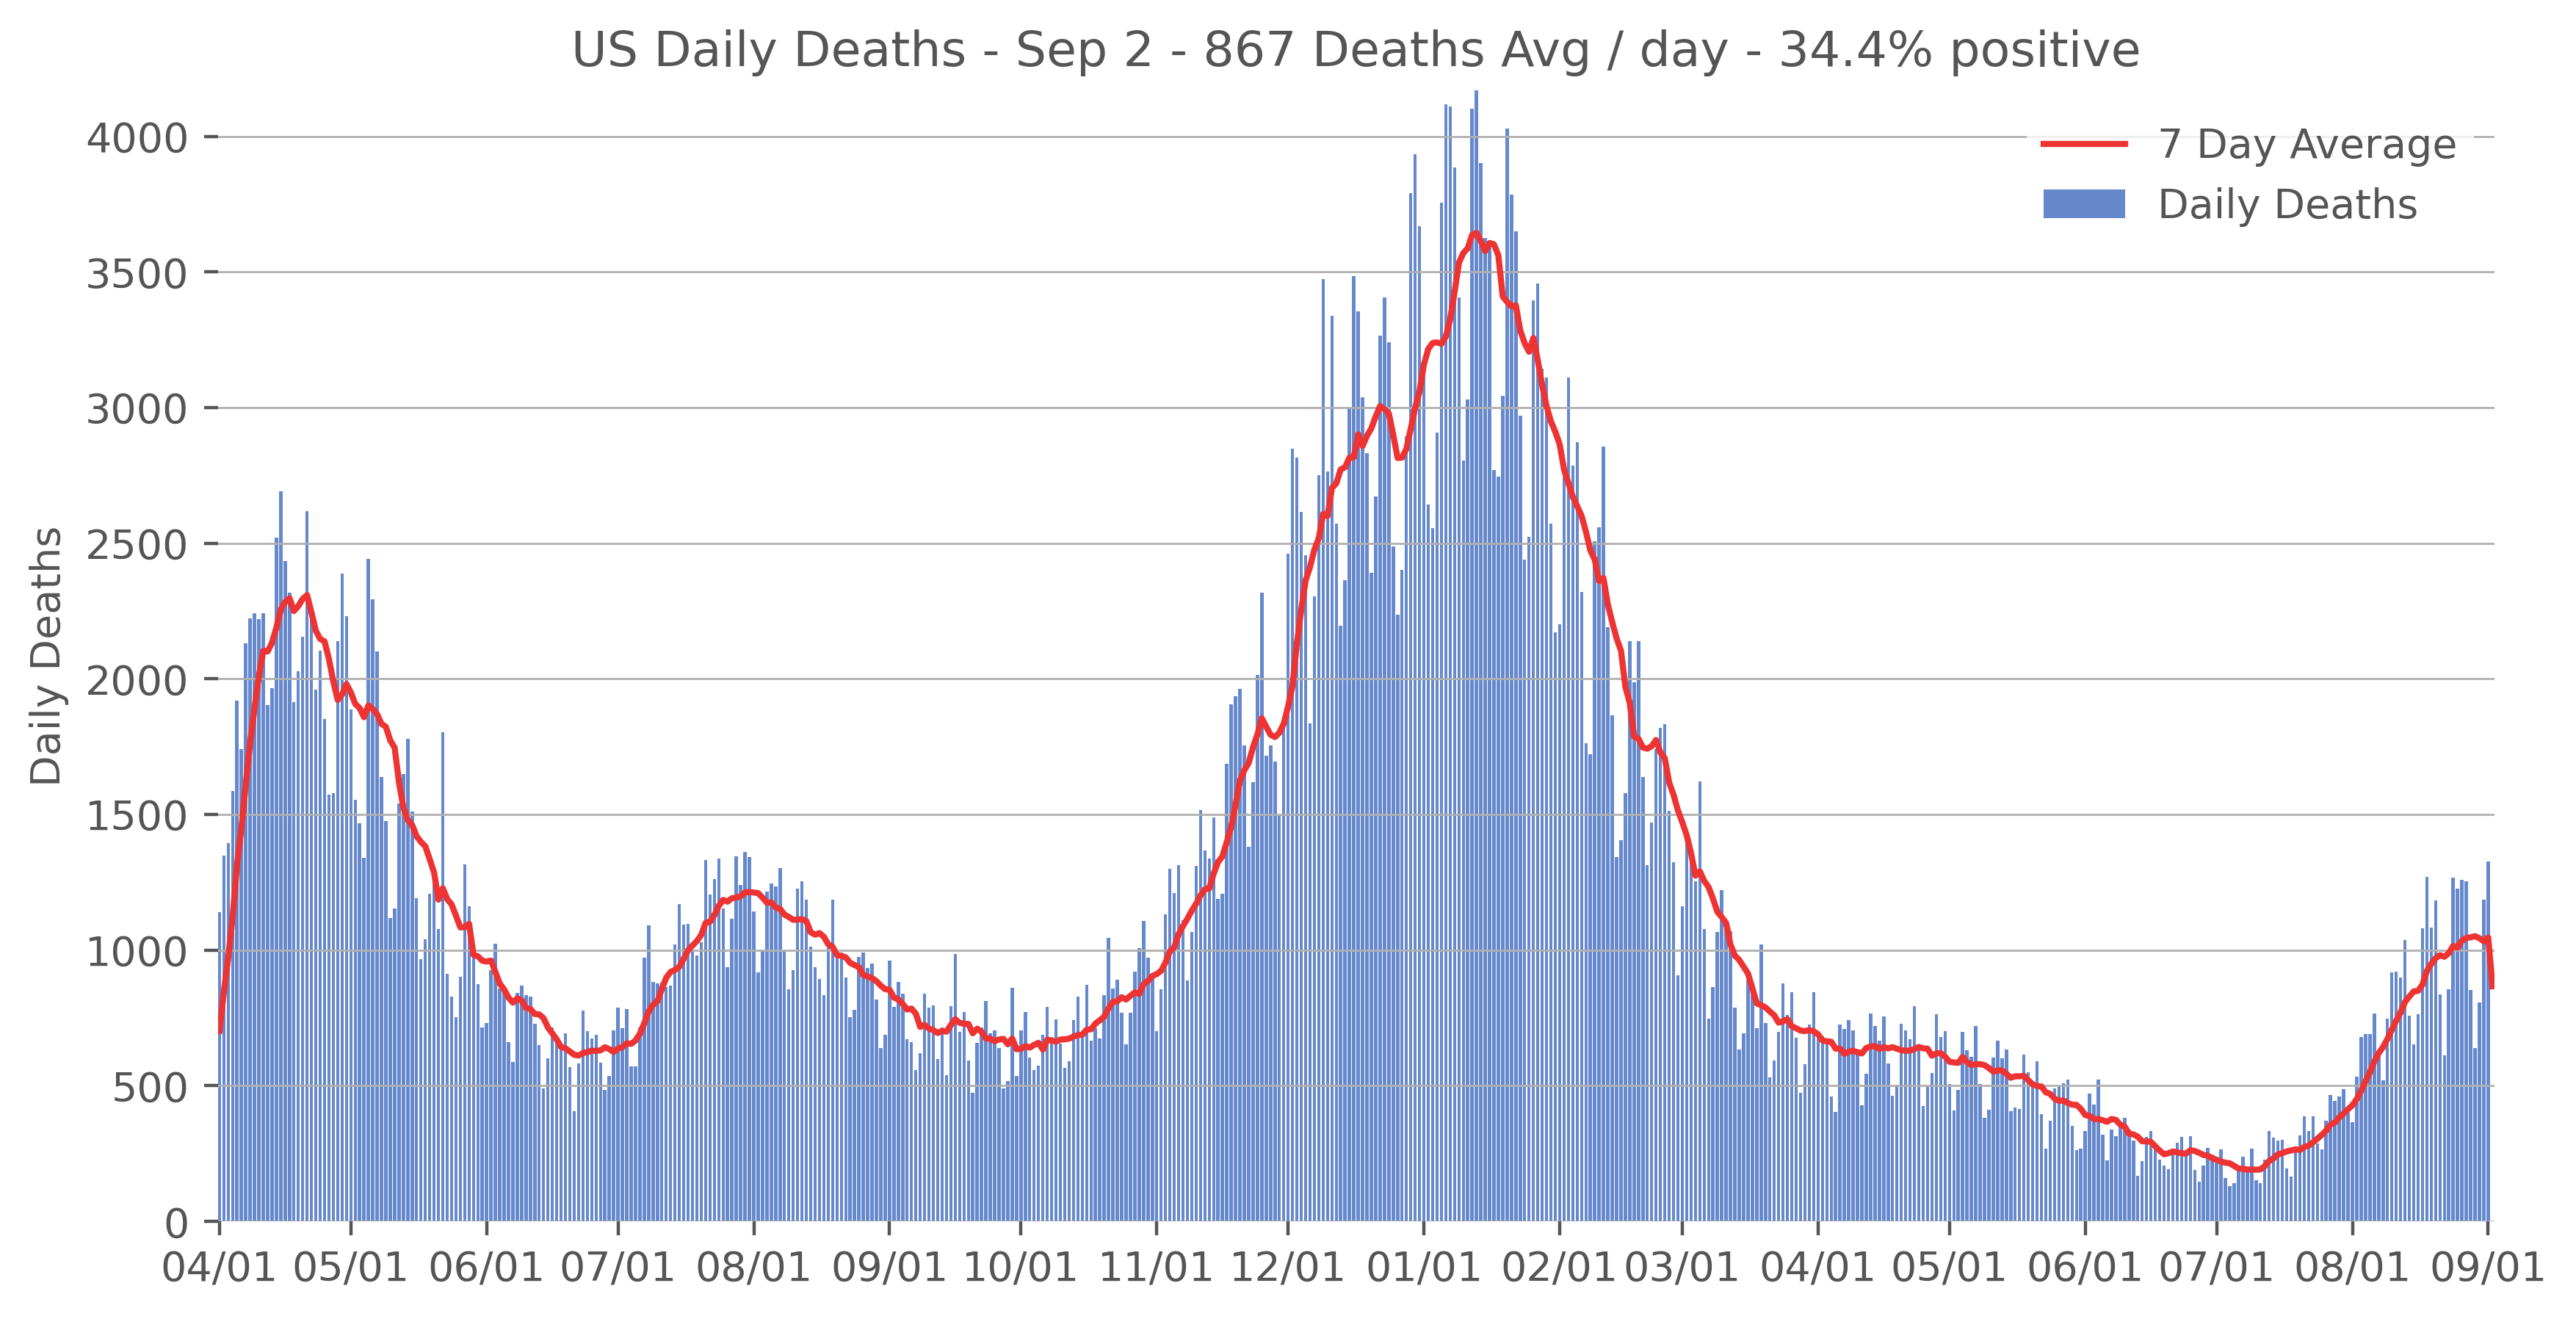 US Daily Deaths - Sep 2 - 867 Deaths Avg / day - 34.4% positive
7 Day Average
Daily Deaths
Daily Deaths
4000
3500
3000
2500
2000
1500
1000
500
0
04/01 05/01 06/01 07/01 08/01 09/01 10/01 11/01 12/01 01/01 02/01 03/01 04/01 05/01 06/01 07/01 08/01 09/01